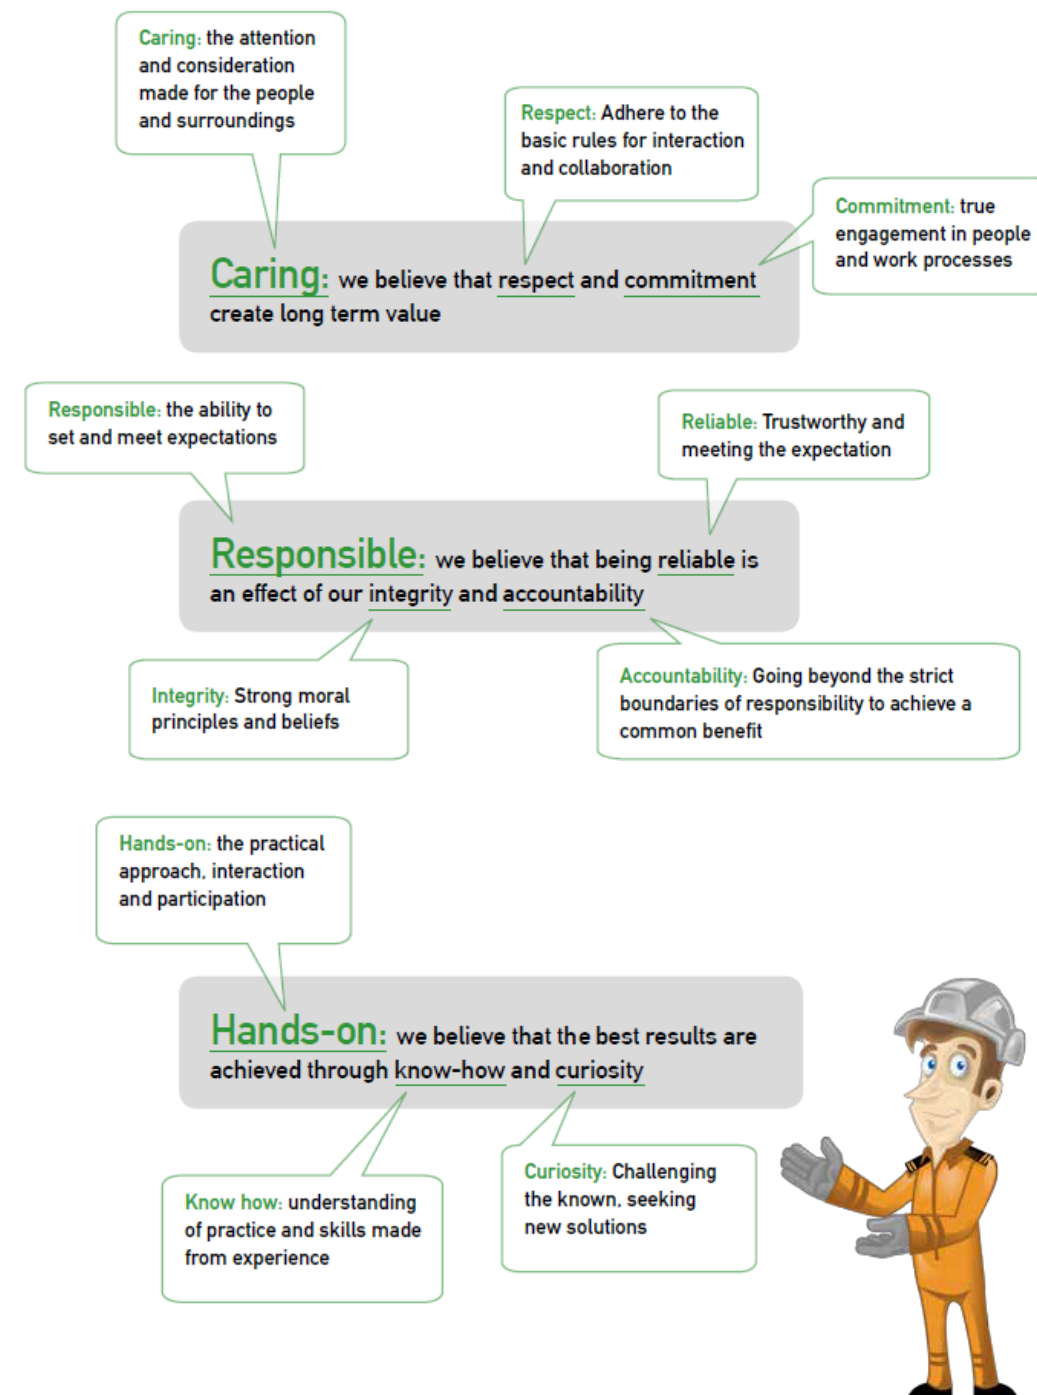 Caring: the attention
and consideration
made for the people
and surroundings
Respect: Adhere to the
basic rules for interaction
and collaboration
Commitment: true
engagement in people
and work processes
Caring: we believe that respect and commitment
create long term value
Responsible: the ability to
set and meet expectations
Reliable: Trustworthy and
meeting the expectation
Responsible: we believe that being reliable is
an effect of our integrity and accountability
Integrity: Strong moral
principles and beliefs
Accountability: Going beyond the strict
boundaries of responsibility to achieve a
common benefit
Hands-on: the practical
approach, interaction
and participation
Hands-on: we believe that the best results are
achieved through know-how and curiosity
Know how: understanding
of practice and skills made
from experience
Curiosity: Challenging
the known, seeking
new solutions